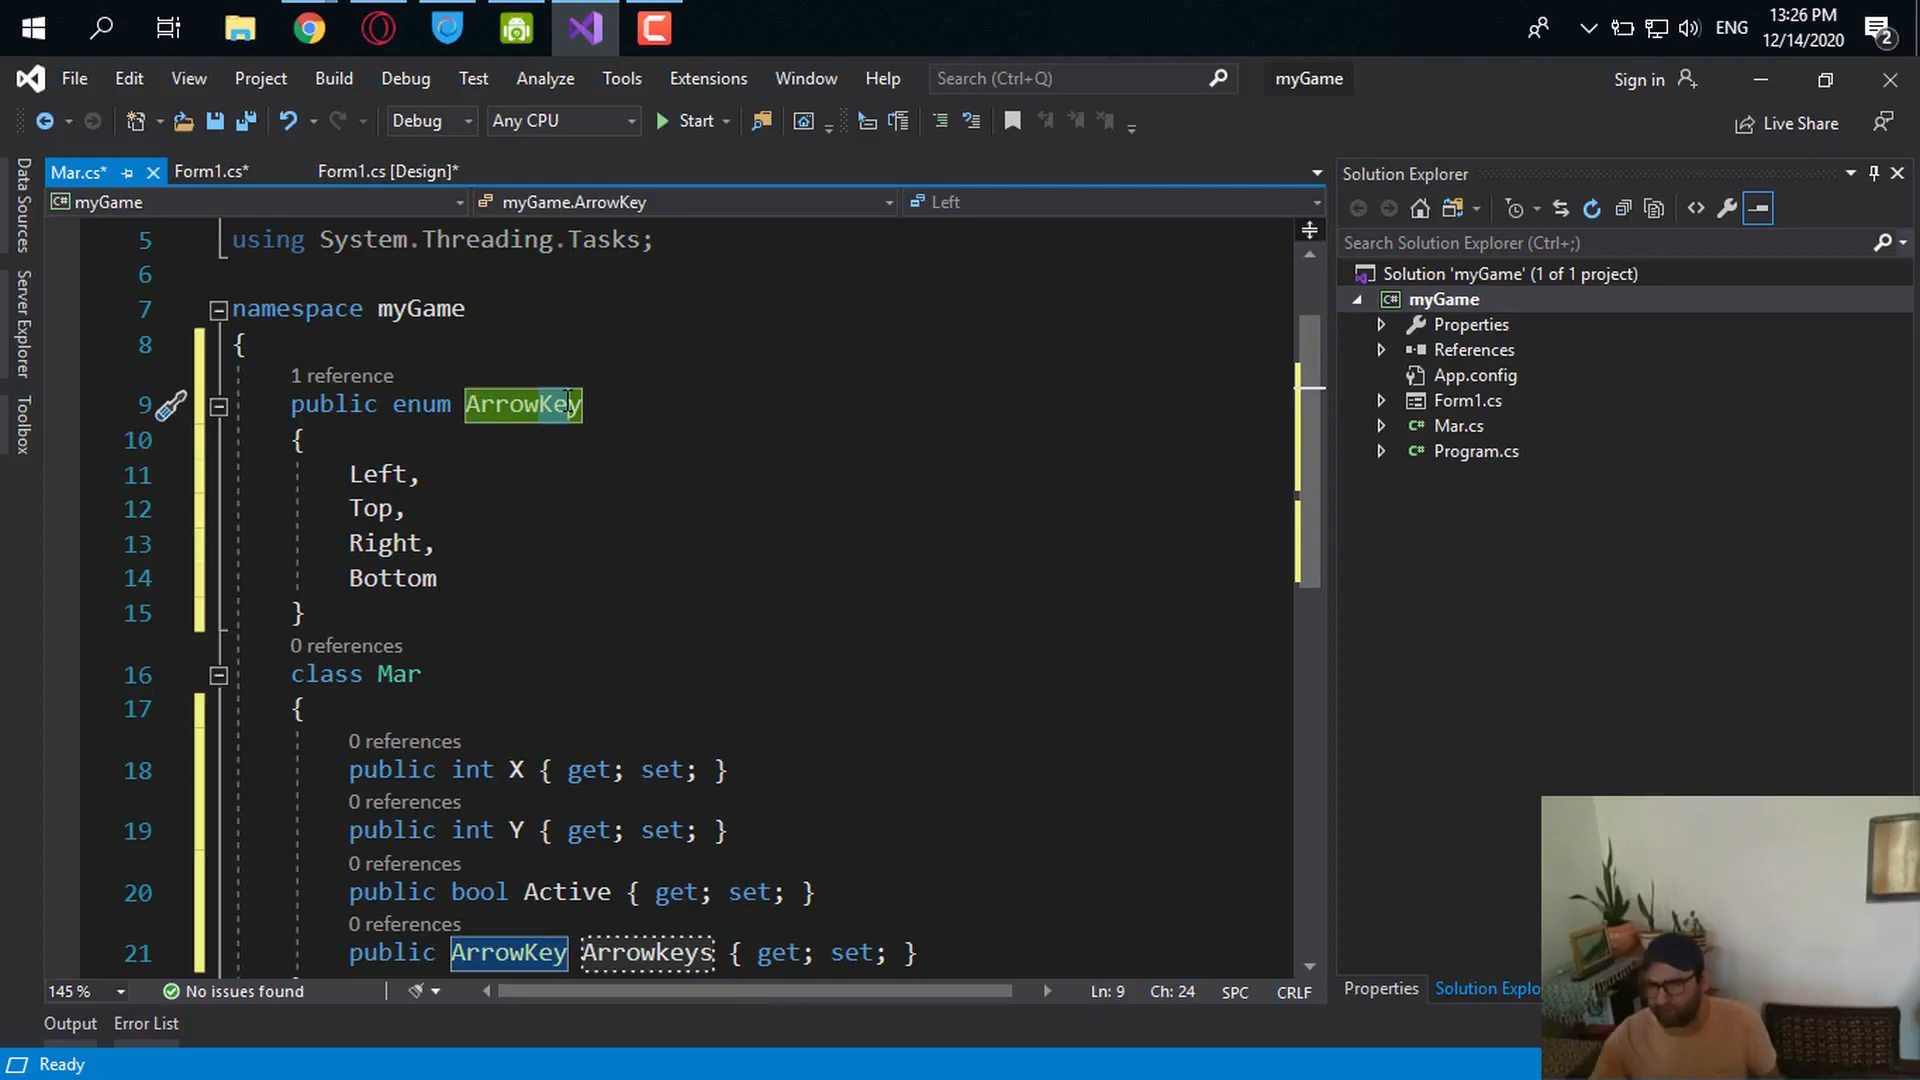 ENG
13:26 PM
12/14/2020
2
File
Edit
View
Project
Build
Debug
Test
Analyze
Tools
Extensions
Window
Help
Search (Ctrl+Q)
myGame
Sign in
Debug
Any CPU
Start
Live Share
Data Sources
Server Explorer
Toolbox
Mar.cs*
Form1.cs*
Form1.cs [Design]*
C# myGame
myGame.ArrowKey
Left
5 using System.Threading.Tasks;
6
7 namespace myGame
8 {
1 reference
9 public enum ArrowKey
10 {
11 Left,
12 Top,
13 Right,
14 Bottom
15 }
0 references
16 class Mar
17 {
0 references
18 public int X { get; set; }
0 references
19 public int Y { get; set; }
0 references
20 public bool Active { get; set; }
0 references
21 public ArrowKey Arrowkeys { get; set; }
145 %
No issues found
Ln: 9
Ch: 24
SPC
CRLF
Output
Error List
Ready
Solution Explorer
Search Solution Explorer (Ctrl+;)
Solution 'myGame' (1 of 1 project)
C# myGame
Properties
References
App.config
Form1.cs
C# Mar.cs
C# Program.cs
Properties
Solution Explo